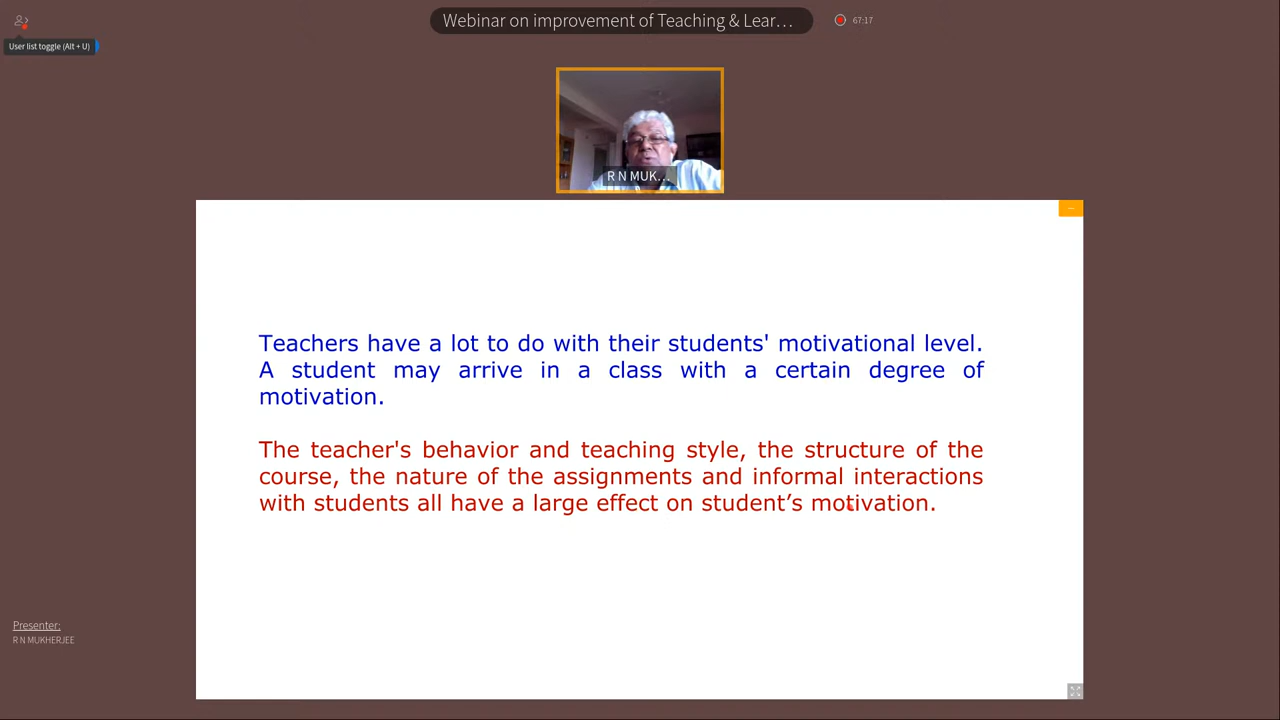 Webinar on improvement of Teaching & Lear...
67:17
User list toggle (Alt + U)
R N MUK...
Teachers have a lot to do with their students' motivational level.
A student may arrive in a class with a certain degree of
motivation.
The teacher's behavior and teaching style, the structure of the
course, the nature of the assignments and informal interactions
with students all have a large effect on student’s motivation.
Presenter:
R N MUKHERJEE